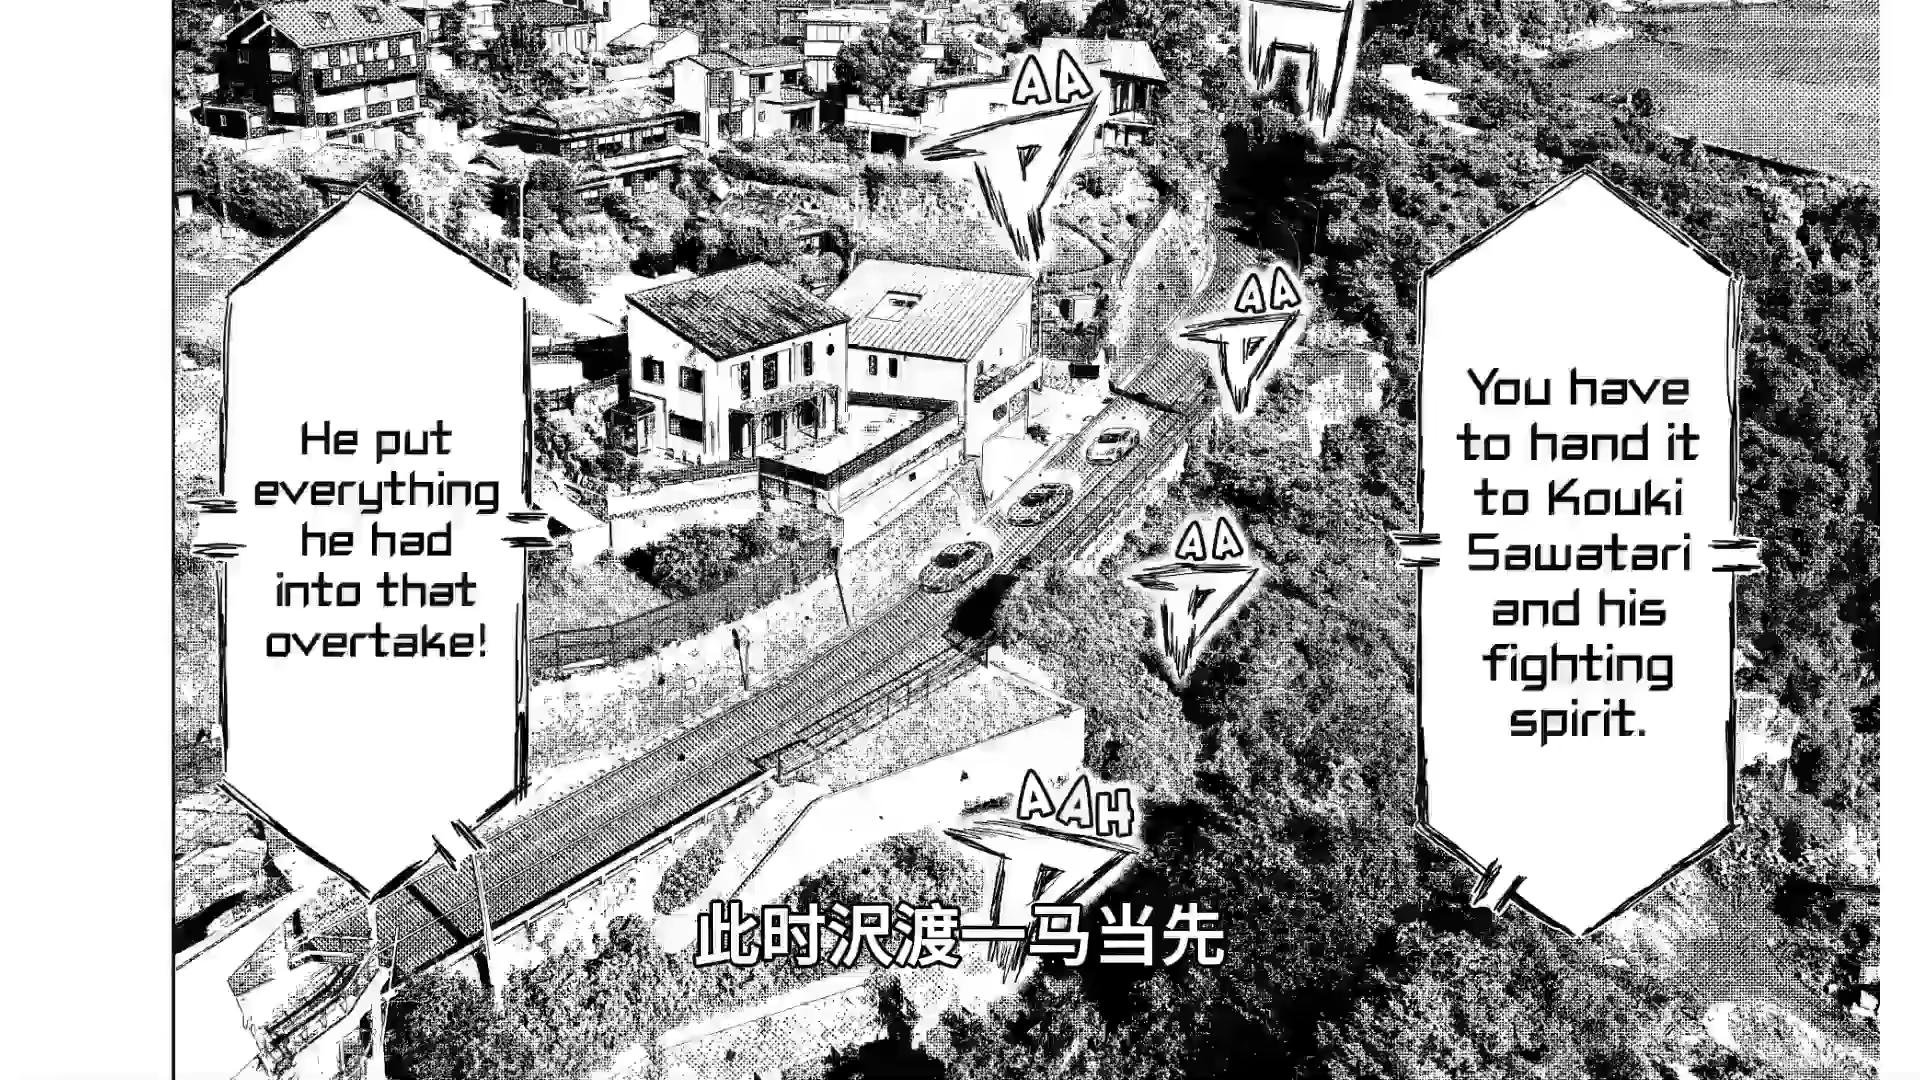 You have
to hand it
to Kouki
Sawatari
and his
fighting
spirit.
He put
everything
he had
into that
overtake!
AA
AA
AA
AAH
此时沢渡一马当先